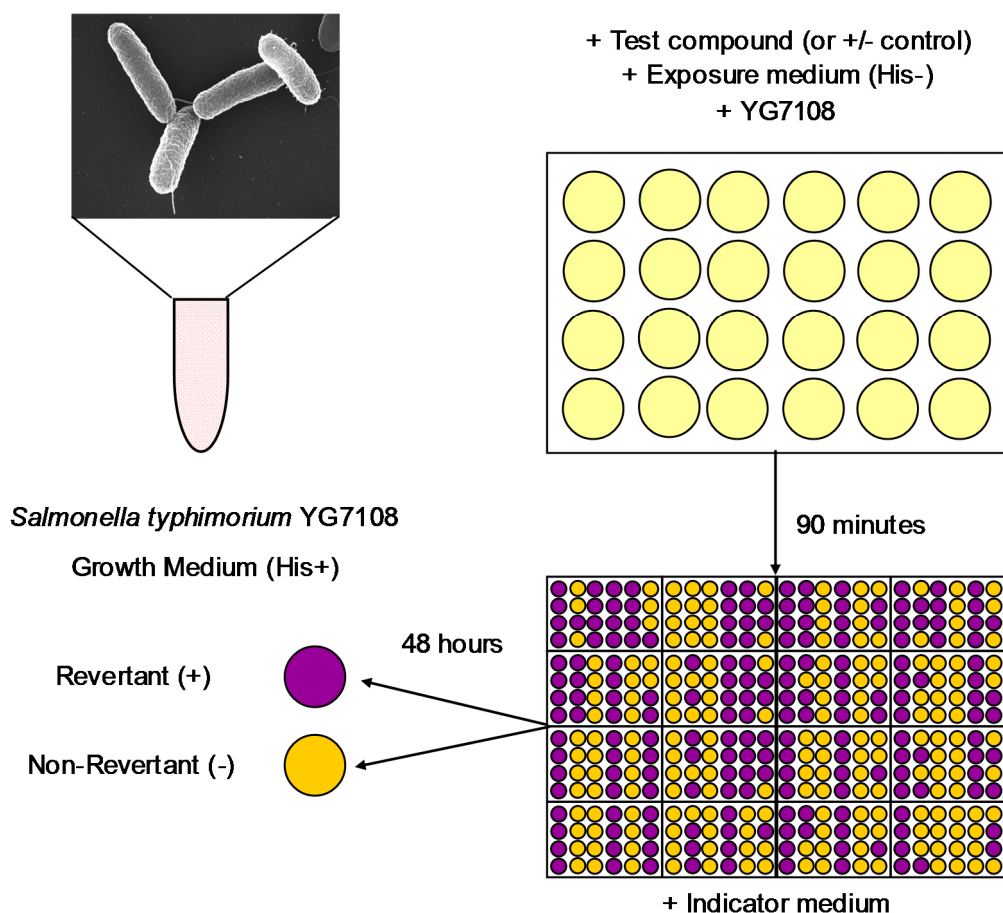 + Test compound (or +/- control)
+ Exposure medium (His-)
+ YG7108
Salmonella typhimorium YG7108
Growth Medium (His+)
90 minutes
48 hours
Revertant (+)
Non-Revertant (-)
+ Indicator medium